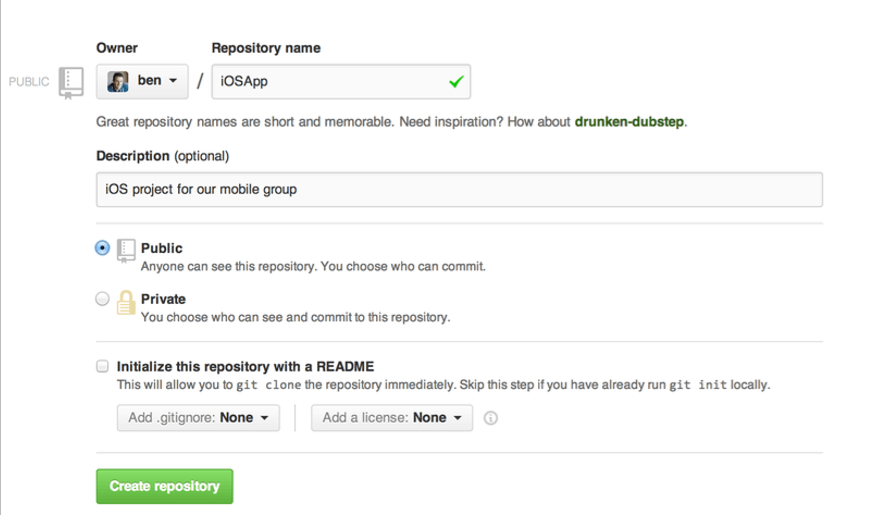 Owner Repository name
PUBLIC ben / iOSApp
Great repository names are short and memorable. Need inspiration? How about drunken-dubstep.
Description (optional)
iOS project for our mobile group
Public
Anyone can see this repository. You choose who can commit.
Private
You choose who can see and commit to this repository.
Initialize this repository with a README
This will allow you to git clone the repository immediately. Skip this step if you have already run git init locally.
Add .gitignore: None Add a license: None
Create repository